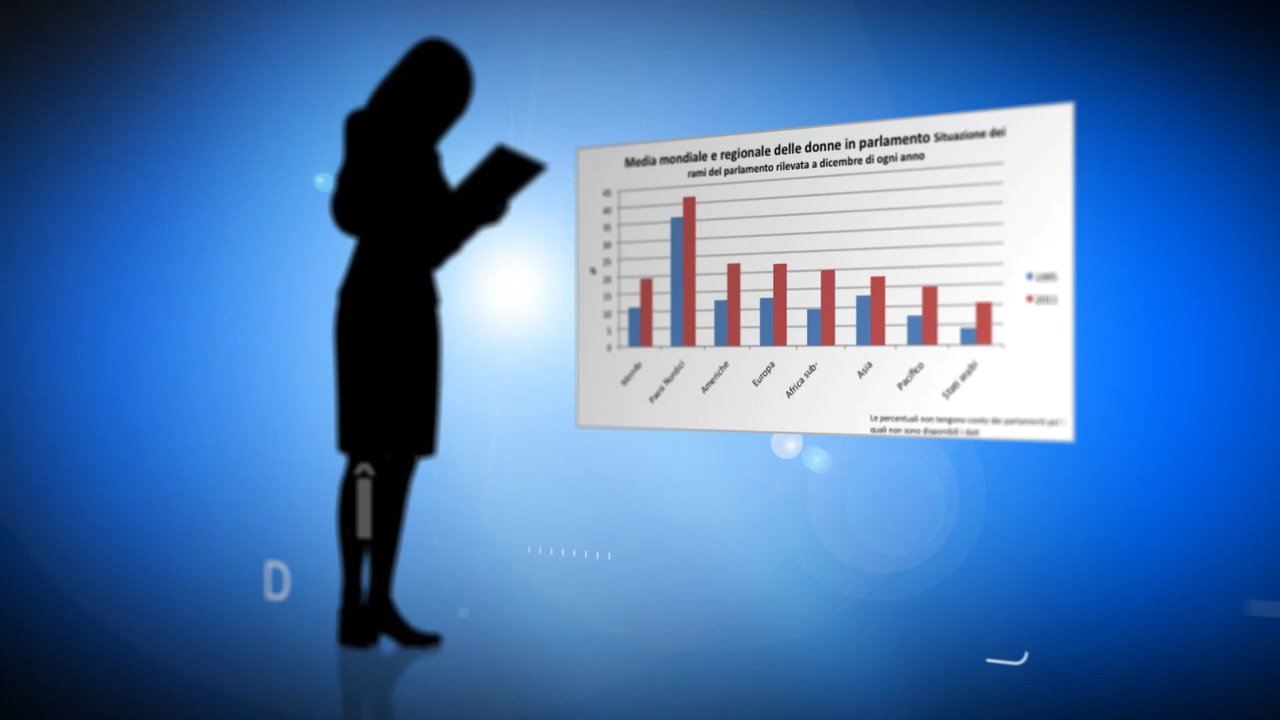 Media mondiale e regionale delle donne in parlamento Situazione dei
rami del parlamento rilevata a dicembre di ogni anno
45
40
35
30
25
20
15
10
5
0
%
Mondo
Paesi Nordici
Americhe
Europa
Africa sub-
Asia
Pacifico
Stati arabi
1995
2011
Le percentuali non tengono conto dei parlamenti per i
quali non sono disponibili i dati
D